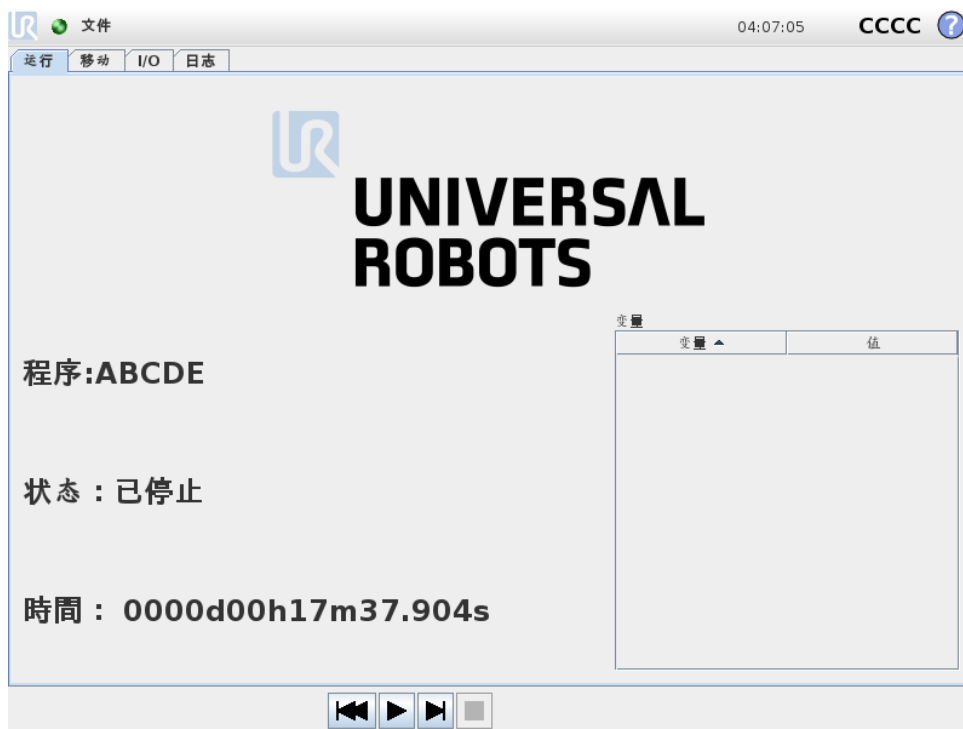 文件
04:07:05
CCCC
?
运行
移动
I/O
日志
UR
UNIVERSAL
ROBOTS
变量
变量
值
程序:ABCDE
状态：已停止
時間： 0000d00h17m37.904s